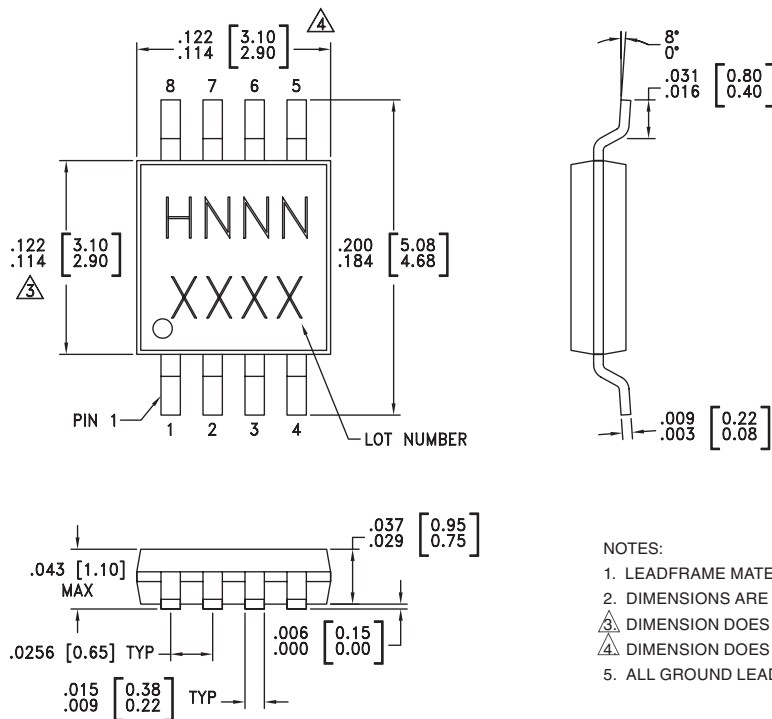 .122 [3.10]
.114 [2.90]
4
8 7 6 5
HNNN
XXXX
.122 [3.10]
.114 [2.90]
3
.200 [5.08]
.184 [4.68]
PIN 1
1 2 3 4
LOT NUMBER
8°
0°
.031 [0.80]
.016 [0.40]
.009 [0.22]
.003 [0.08]
.043 [1.10]
MAX
.037 [0.95]
.029 [0.75]
.0256 [0.65] TYP
.006 [0.15]
.000 [0.00]
.015 [0.38]
.009 [0.22]
TYP
NOTES:
1. LEADFRAME MATE
2. DIMENSIONS ARE
3. DIMENSION DOES
4. DIMENSION DOES
5. ALL GROUND LEA